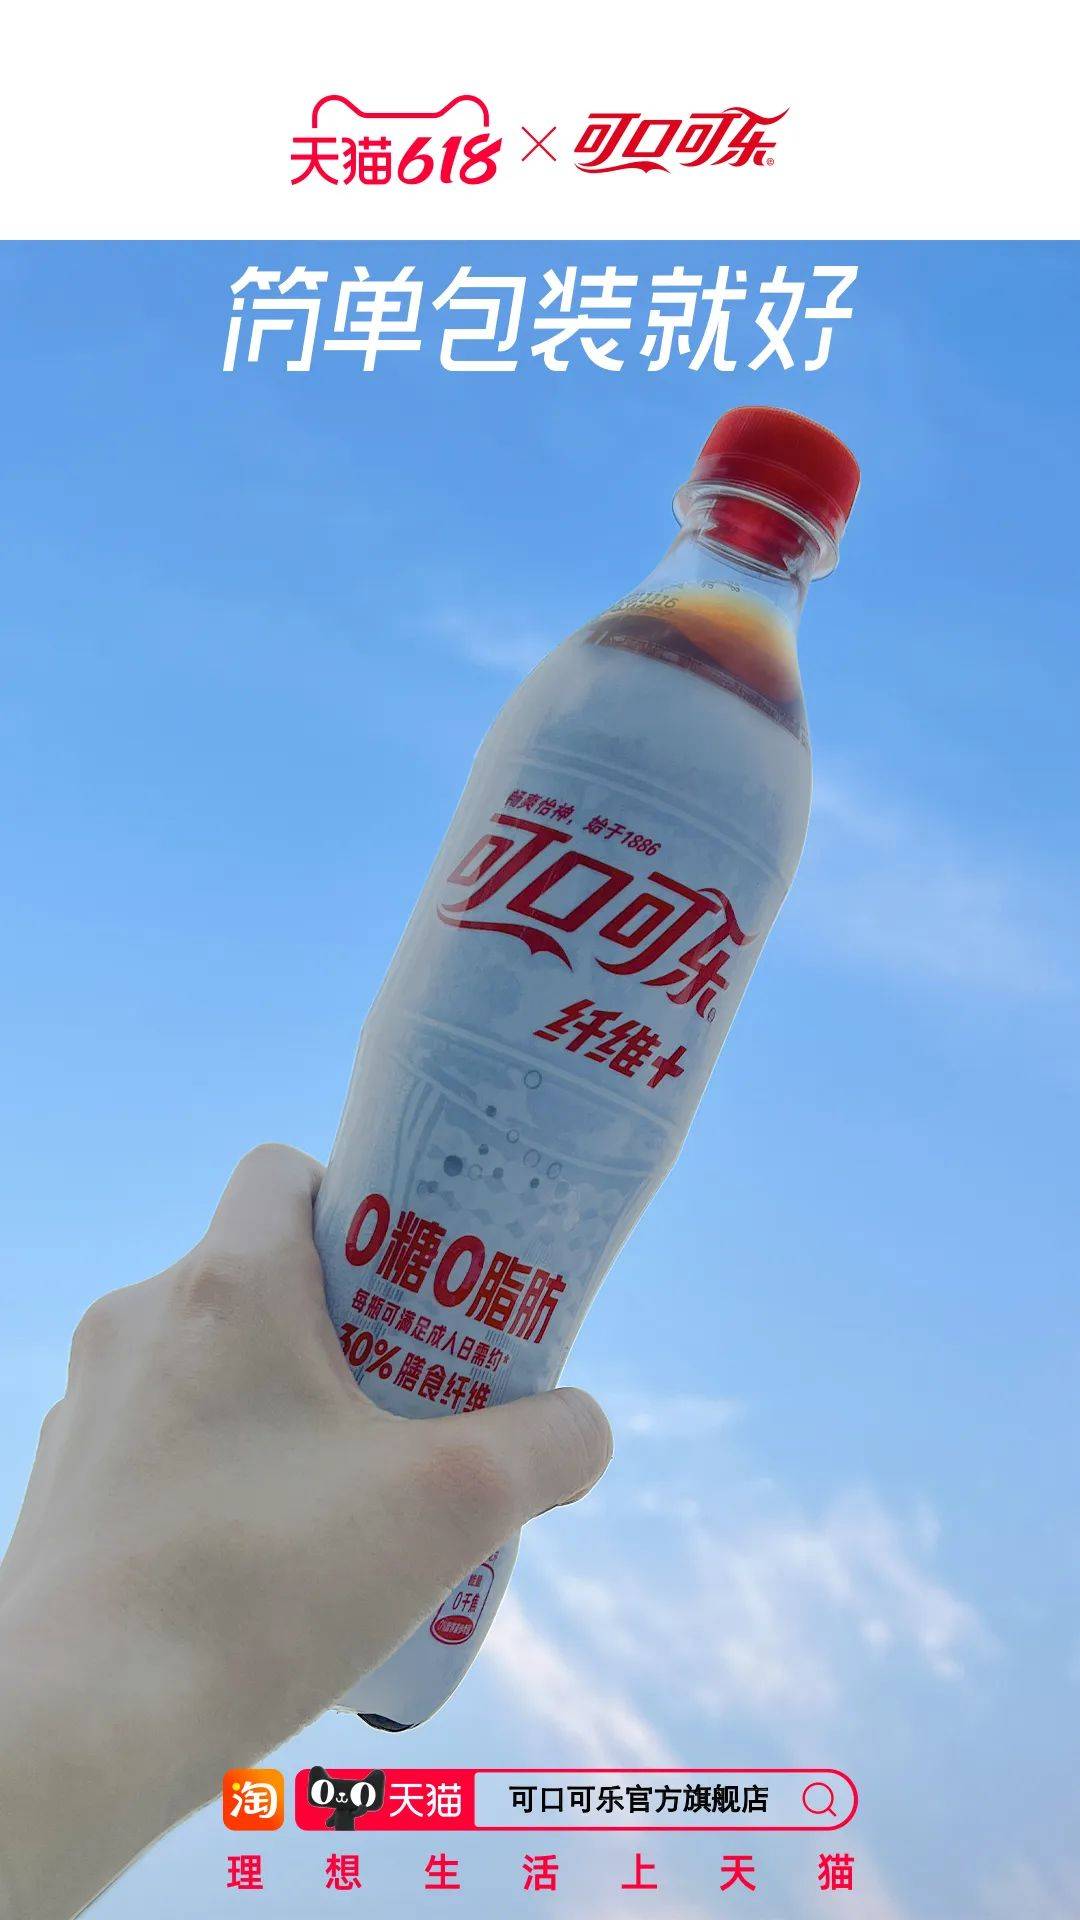 天猫618×可口可乐®
简单包装就好
畅爽怡神，始于1886
可口可乐
纤维+
0糖0脂肪
每瓶可满足成人日需约*
30%膳食纤维
能量
0千焦
淘 天猫 可口可乐官方旗舰店
理想生活上天猫